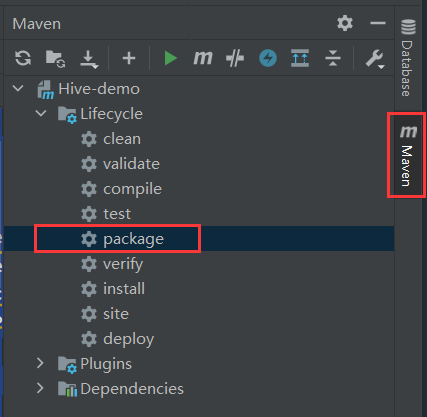 Maven
Database
m
Hive-demo
Lifecycle
clean
validate
compile
test
package
verify
install
site
deploy
Plugins
Dependencies
m Maven